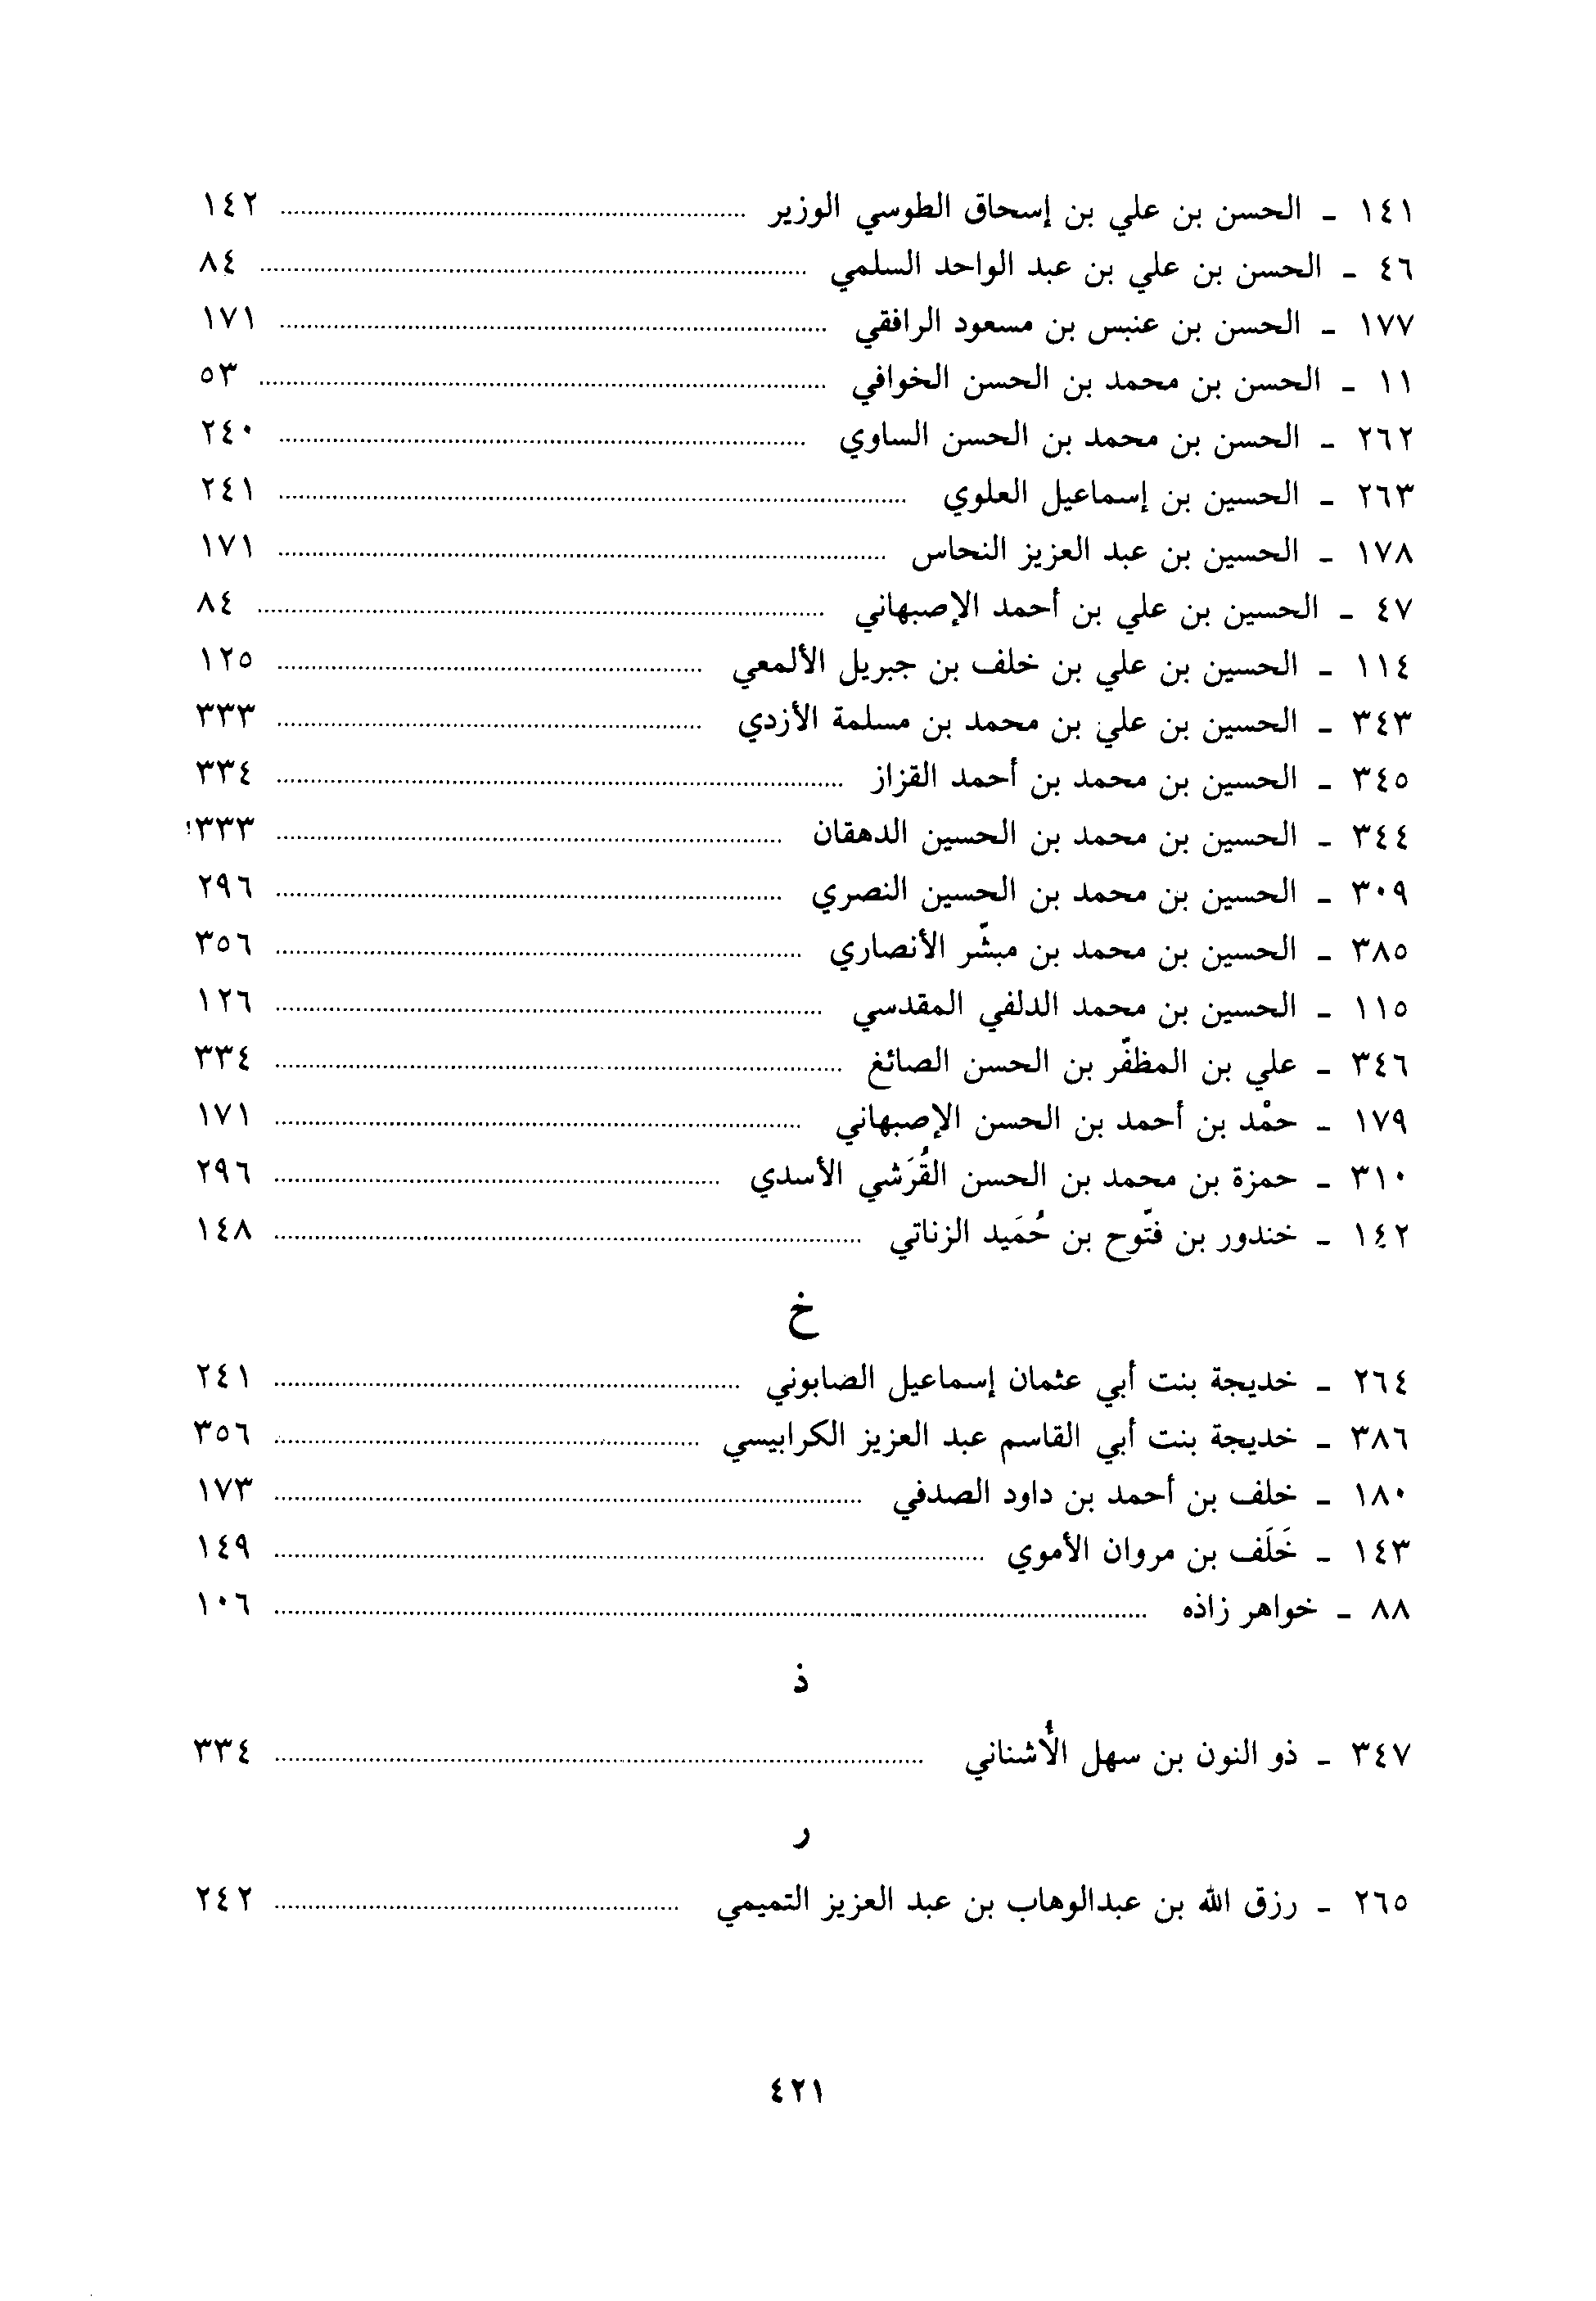 ١٤١ - الحسن بن علي بن إسحاق الطوسي الوزير ........ ١٤٢
٤٦ - الحسن بن علي بن عبد الواحد السلمي ........ ٨٤
١٧٧ - الحسن بن عنبس بن مسعود الرافقي ........ ١٧١
١١ - الحسن بن محمد بن الحسن الخوافي ........ ٥٣
٢٦٢ - الحسن بن محمد بن الحسن الساوي ........ ٢٤٠
٢٦٣ - الحسين بن إسماعيل العلوي ........ ٢٤١
١٧٨ - الحسين بن عبد العزيز النحاس ........ ١٧١
٤٧ - الحسين بن علي بن أحمد الإصبهاني ........ ٨٤
١١٤ - الحسين بن علي بن خلف بن جبريل الألمعي ........ ١٢٥
٣٤٣ - الحسين بن علي بن محمد بن مسلمة الأزدي ........ ٣٣٣
٣٤٥ - الحسين بن محمد بن أحمد القزاز ........ ٣٣٤
٣٤٤ - الحسين بن محمد بن الحسين الدهقان ........ ٣٣٣
٣٠٩ - الحسين بن محمد بن الحسين النصري ........ ٢٩٦
٣٨٥ - الحسين بن محمد بن مبشّر الأنصاري ........ ٣٥٦
١١٥ - الحسين بن محمد الدلفي المقدسي ........ ١٢٦
٣٤٦ - علي بن المظفّر بن الحسن الصائغ ........ ٣٣٤
١٧٩ - حمْد بن أحمد بن الحسن الإصبهاني ........ ١٧١
٣١٠ - حمزة بن محمد بن الحسن القُرَشي الأسدي ........ ٢٩٦
١٤٢ - خندور بن فتّوح بن حُمَيد الزناتي ........ ١٤٨
خ
٢٦٤ - خديجة بنت أبي عثمان إسماعيل الصابوني ........ ٢٤١
٣٨٦ - خديجة بنت أبي القاسم عبد العزيز الكرابيسي ........ ٣٥٦
١٨٠ - خلف بن أحمد بن داود الصدفي ........ ١٧٣
١٤٣ - خَلَف بن مروان الأموي ........ ١٤٩
٨٨ - خواهر زاذه ........ ١٠٦
ذ
٣٤٧ - ذو النون بن سهل الأُشناني ........ ٣٣٤
ر
٢٦٥ - رزق الله بن عبدالوهاب بن عبد العزيز التميمي ........ ٢٤٢
٤٢١